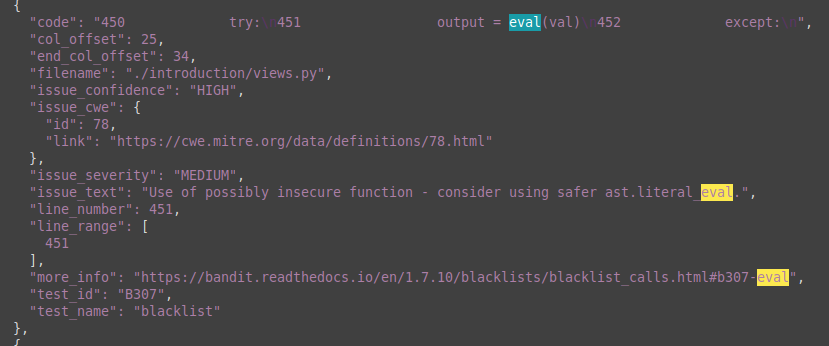 {
"code": "450 try:\n451 output = eval(val)\n452 except:\n",
"col_offset": 25,
"end_col_offset": 34,
"filename": "./introduction/views.py",
"issue_confidence": "HIGH",
"issue_cwe": {
"id": 78,
"link": "https://cwe.mitre.org/data/definitions/78.html"
},
"issue_severity": "MEDIUM",
"issue_text": "Use of possibly insecure function - consider using safer ast.literal_eval.",
"line_number": 451,
"line_range": [
451
],
"more_info": "https://bandit.readthedocs.io/en/1.7.10/blacklists/blacklist_calls.html#b307-eval",
"test_id": "B307",
"test_name": "blacklist"
},
{